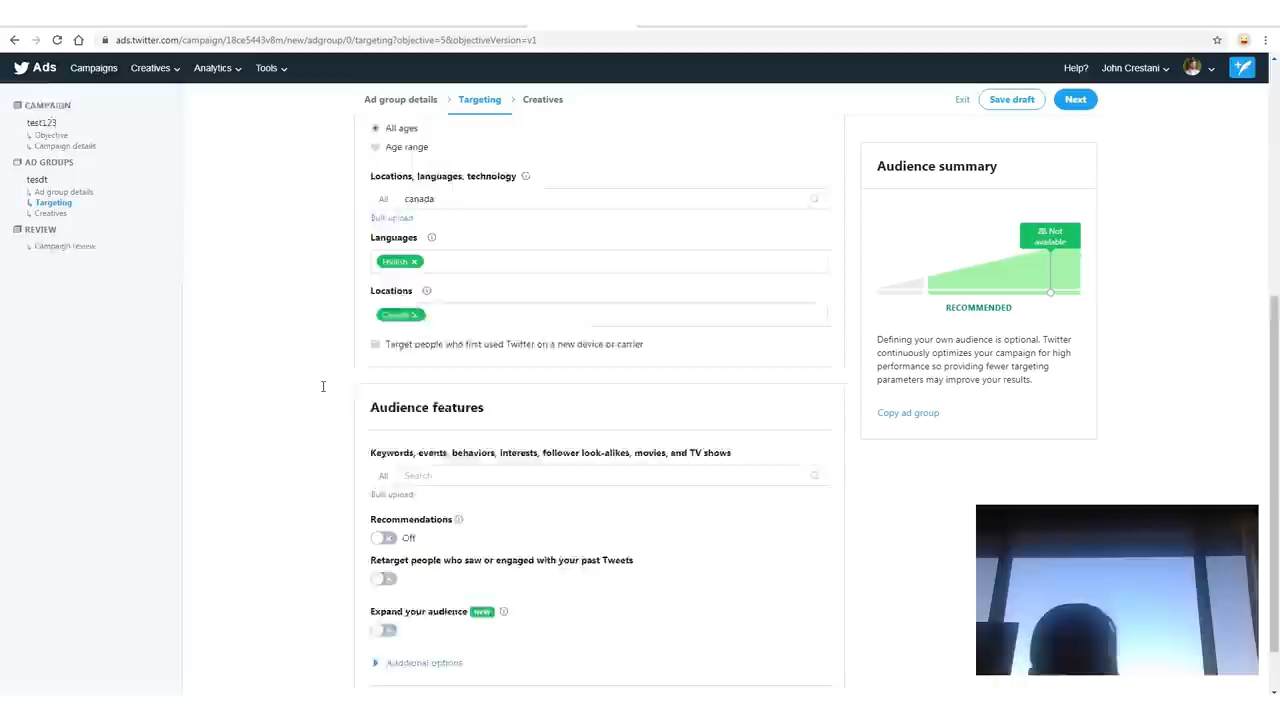 ads.twitter.com/campaign/18ce5443v8m/new/adgroup/0/targeting?objective=5&objectiveVersion=v1
Ads Campaigns Creatives Analytics Tools Help? John Crestani
CAMPAIGN
test123
Objective
Campaign details
AD GROUPS
tesdt
Ad group details
Targeting
Creatives
REVIEW
Campaign review
Ad group details > Targeting > Creatives
Exit Save draft Next
All ages
Age range
Locations, languages, technology
All canada
Bulk upload
Languages
English ×
Locations
Canada ×
Target people who first used Twitter on a new device or carrier
Audience features
Keywords, events, behaviors, interests, follower look-alikes, movies, and TV shows
All Search
Bulk upload
Recommendations
Off
Retarget people who saw or engaged with your past Tweets
Expand your audience NEW
Additional options
Audience summary
Not
available
RECOMMENDED
Defining your own audience is optional. Twitter
continuously optimizes your campaign for high
performance so providing fewer targeting
parameters may improve your results.
Copy ad group